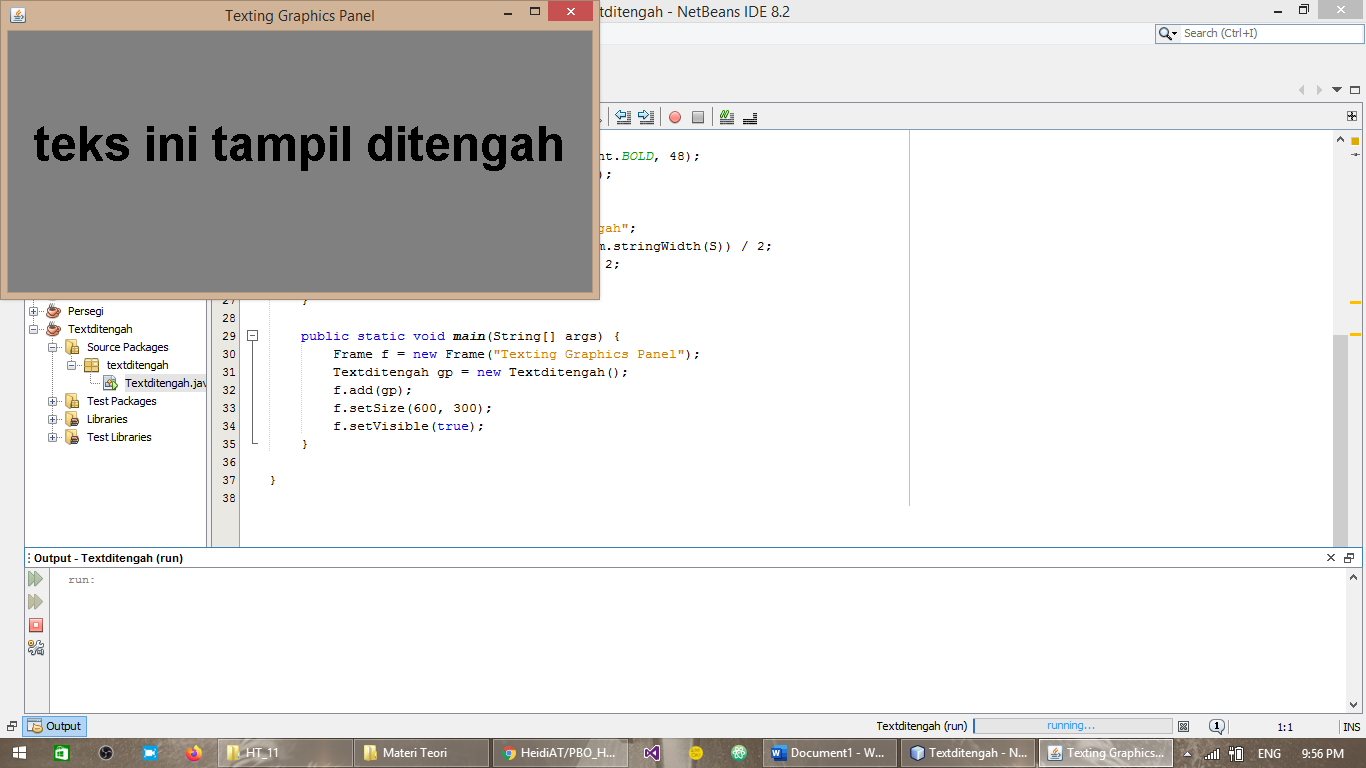 Texting Graphics Panel
tditengah - NetBeans IDE 8.2
Search (Ctrl+I)
teks ini tampil ditengah
nt.BOLD, 48);
);
gah";
m.stringWidth(S)) / 2;
2;
27 }
28
Persegi
Textditengah
Source Packages
textditengah
Textditengah.jav
Test Packages
Libraries
Test Libraries
29 public static void main(String[] args) {
30 Frame f = new Frame("Texting Graphics Panel");
31 Textditengah gp = new Textditengah();
32 f.add(gp);
33 f.setSize(600, 300);
34 f.setVisible(true);
35 }
36
37 }
38
Output - Textditengah (run)
run:
Output
Textditengah (run) running... 1 1:1 INS
HT_11 Materi Teori HeidiAT/PBO_H... Document1 - W... Textditengah - N... Texting Graphics... ENG 9:56 PM